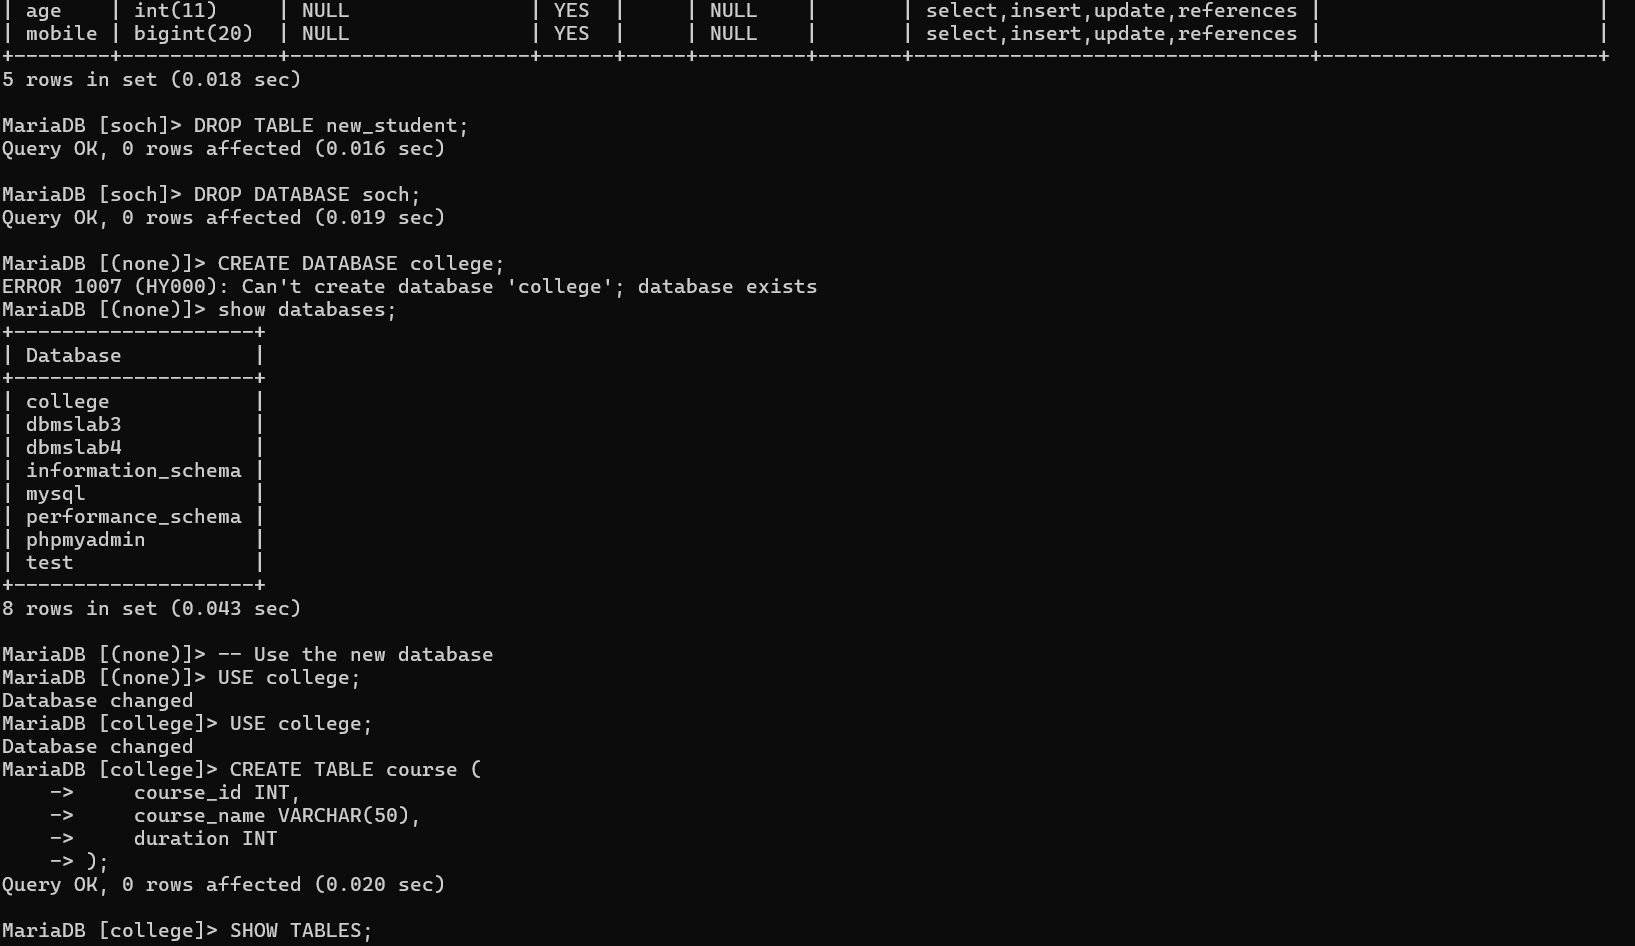 | age    | int(11)     | NULL               | YES  |     | NULL    |       | select,insert,update,references |                       |
| mobile | bigint(20)  | NULL               | YES  |     | NULL    |       | select,insert,update,references |                       |
+--------+-------------+--------------------+------+-----+---------+-------+---------------------------------+-----------------------+
5 rows in set (0.018 sec)

MariaDB [soch]> DROP TABLE new_student;
Query OK, 0 rows affected (0.016 sec)

MariaDB [soch]> DROP DATABASE soch;
Query OK, 0 rows affected (0.019 sec)

MariaDB [(none)]> CREATE DATABASE college;
ERROR 1007 (HY000): Can't create database 'college'; database exists
MariaDB [(none)]> show databases;
+--------------------+
| Database           |
+--------------------+
| college            |
| dbmslab3           |
| dbmslab4           |
| information_schema |
| mysql              |
| performance_schema |
| phpmyadmin         |
| test               |
+--------------------+
8 rows in set (0.043 sec)

MariaDB [(none)]> -- Use the new database
MariaDB [(none)]> USE college;
Database changed
MariaDB [college]> USE college;
Database changed
MariaDB [college]> CREATE TABLE course (
    ->     course_id INT,
    ->     course_name VARCHAR(50),
    ->     duration INT
    -> );
Query OK, 0 rows affected (0.020 sec)

MariaDB [college]> SHOW TABLES;